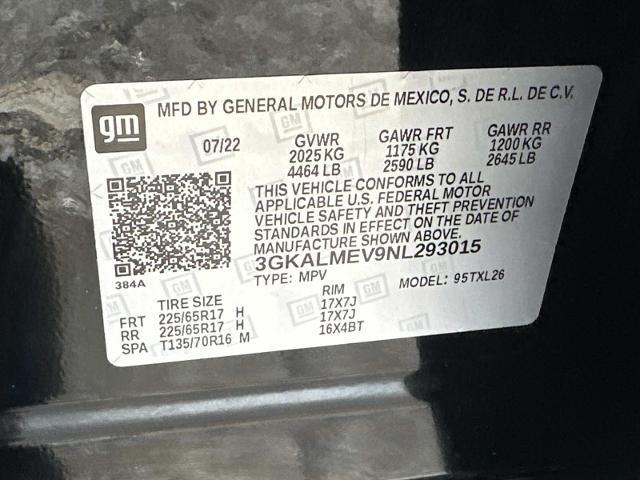 gm MFD BY GENERAL MOTORS DE MEXICO, S. DE R.L. DE C.V.
07/22 GVWR GAWR FRT GAWR RR
2025 KG 1175 KG 1200 KG
4464 LB 2590 LB 2645 LB
THIS VEHICLE CONFORMS TO ALL
APPLICABLE U.S. FEDERAL MOTOR
VEHICLE SAFETY AND THEFT PREVENTION
STANDARDS IN EFFECT ON THE DATE OF
MANUFACTURE SHOWN ABOVE.
3GKALMEV9NL293015
384A
TYPE: MPV MODEL: 95TXL26
TIRE SIZE RIM
FRT 225/65R17 H 17X7J
RR 225/65R17 H 17X7J
SPA T135/70R16 M 16X4BT